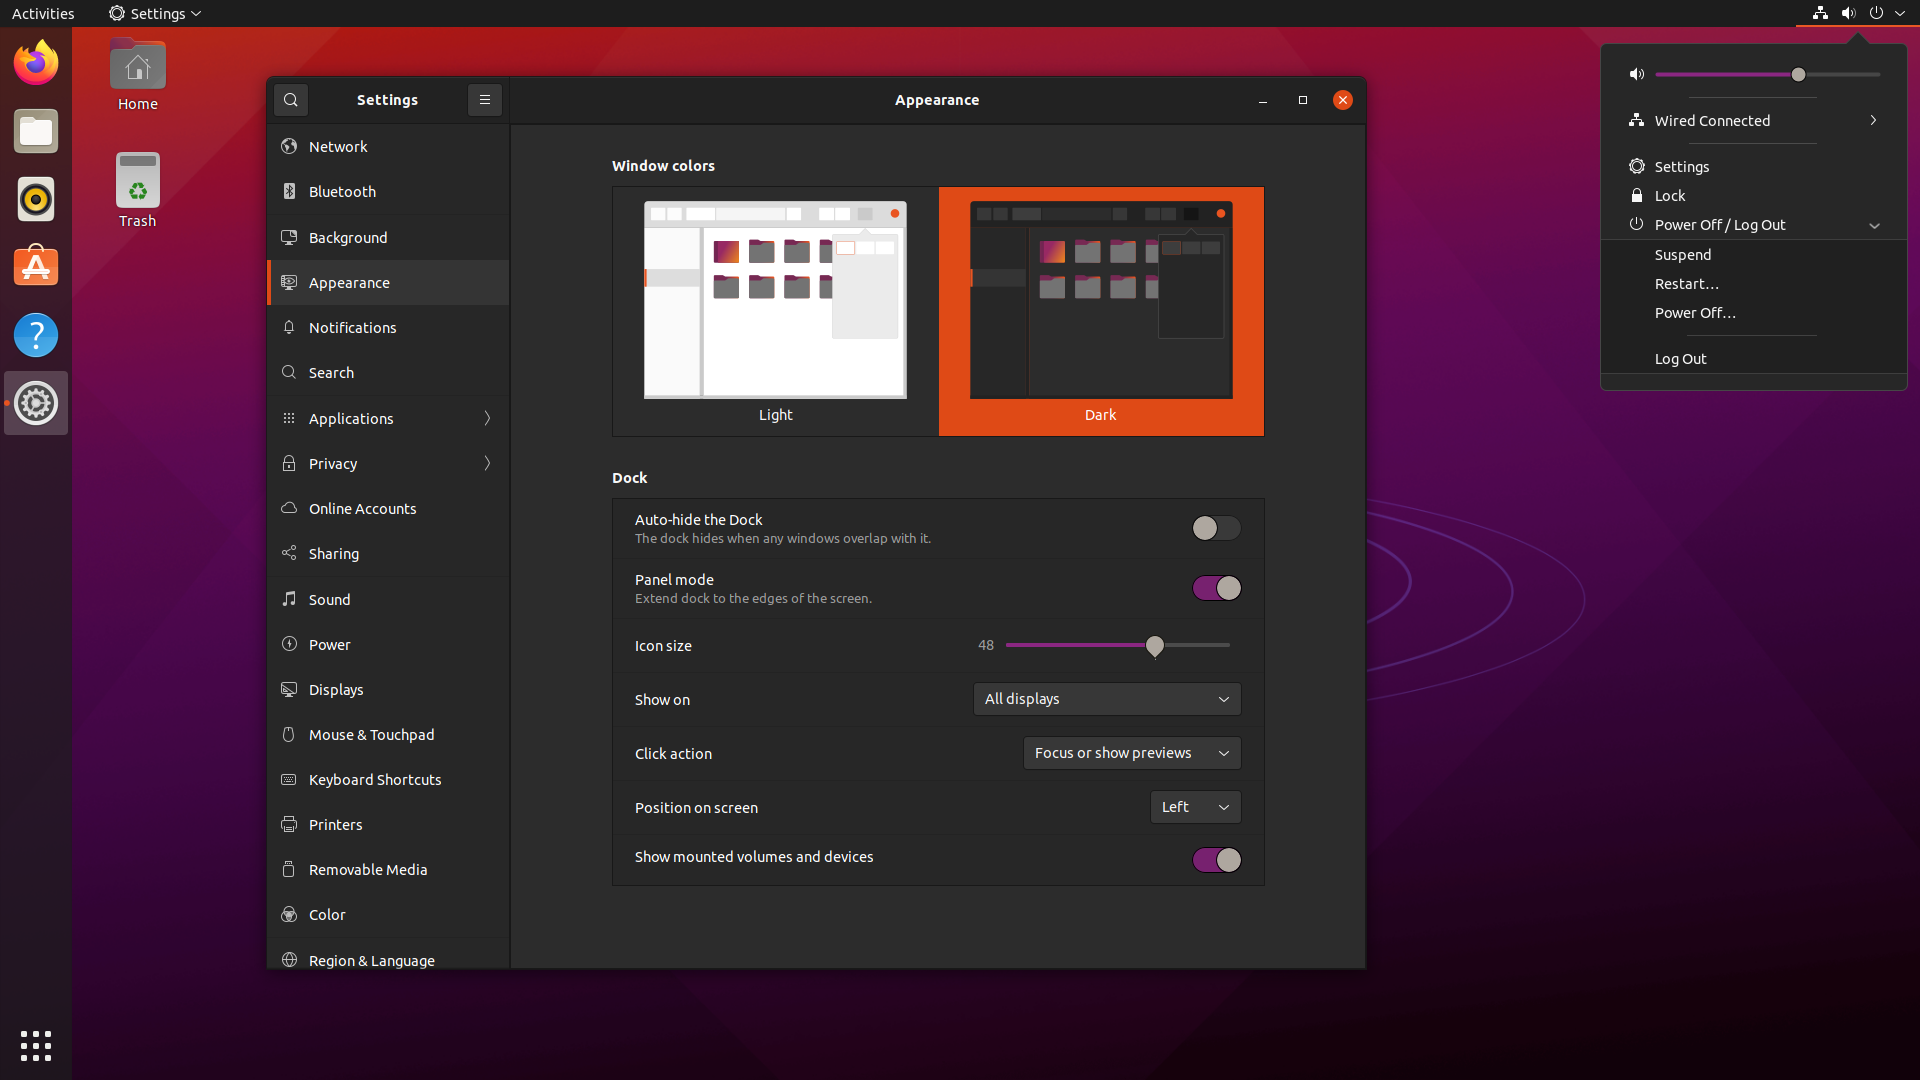 Activities
Settings
Home
Trash
Settings
Appearance
Network
Bluetooth
Background
Appearance
Notifications
Search
Applications
Privacy
Online Accounts
Sharing
Sound
Power
Displays
Mouse & Touchpad
Keyboard Shortcuts
Printers
Removable Media
Color
Region & Language
Window colors
Light
Dark
Dock
Auto-hide the Dock
The dock hides when any windows overlap with it.
Panel mode
Extend dock to the edges of the screen.
Icon size
48
Show on
All displays
Click action
Focus or show previews
Position on screen
Left
Show mounted volumes and devices
Wired Connected
Settings
Lock
Power Off / Log Out
Suspend
Restart…
Power Off…
Log Out